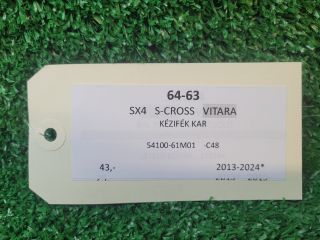 64-63
SX4 S-CROSS VITARA
KÉZIFÉK KAR
54100-61M01 -C48
43,- 2013-2024*